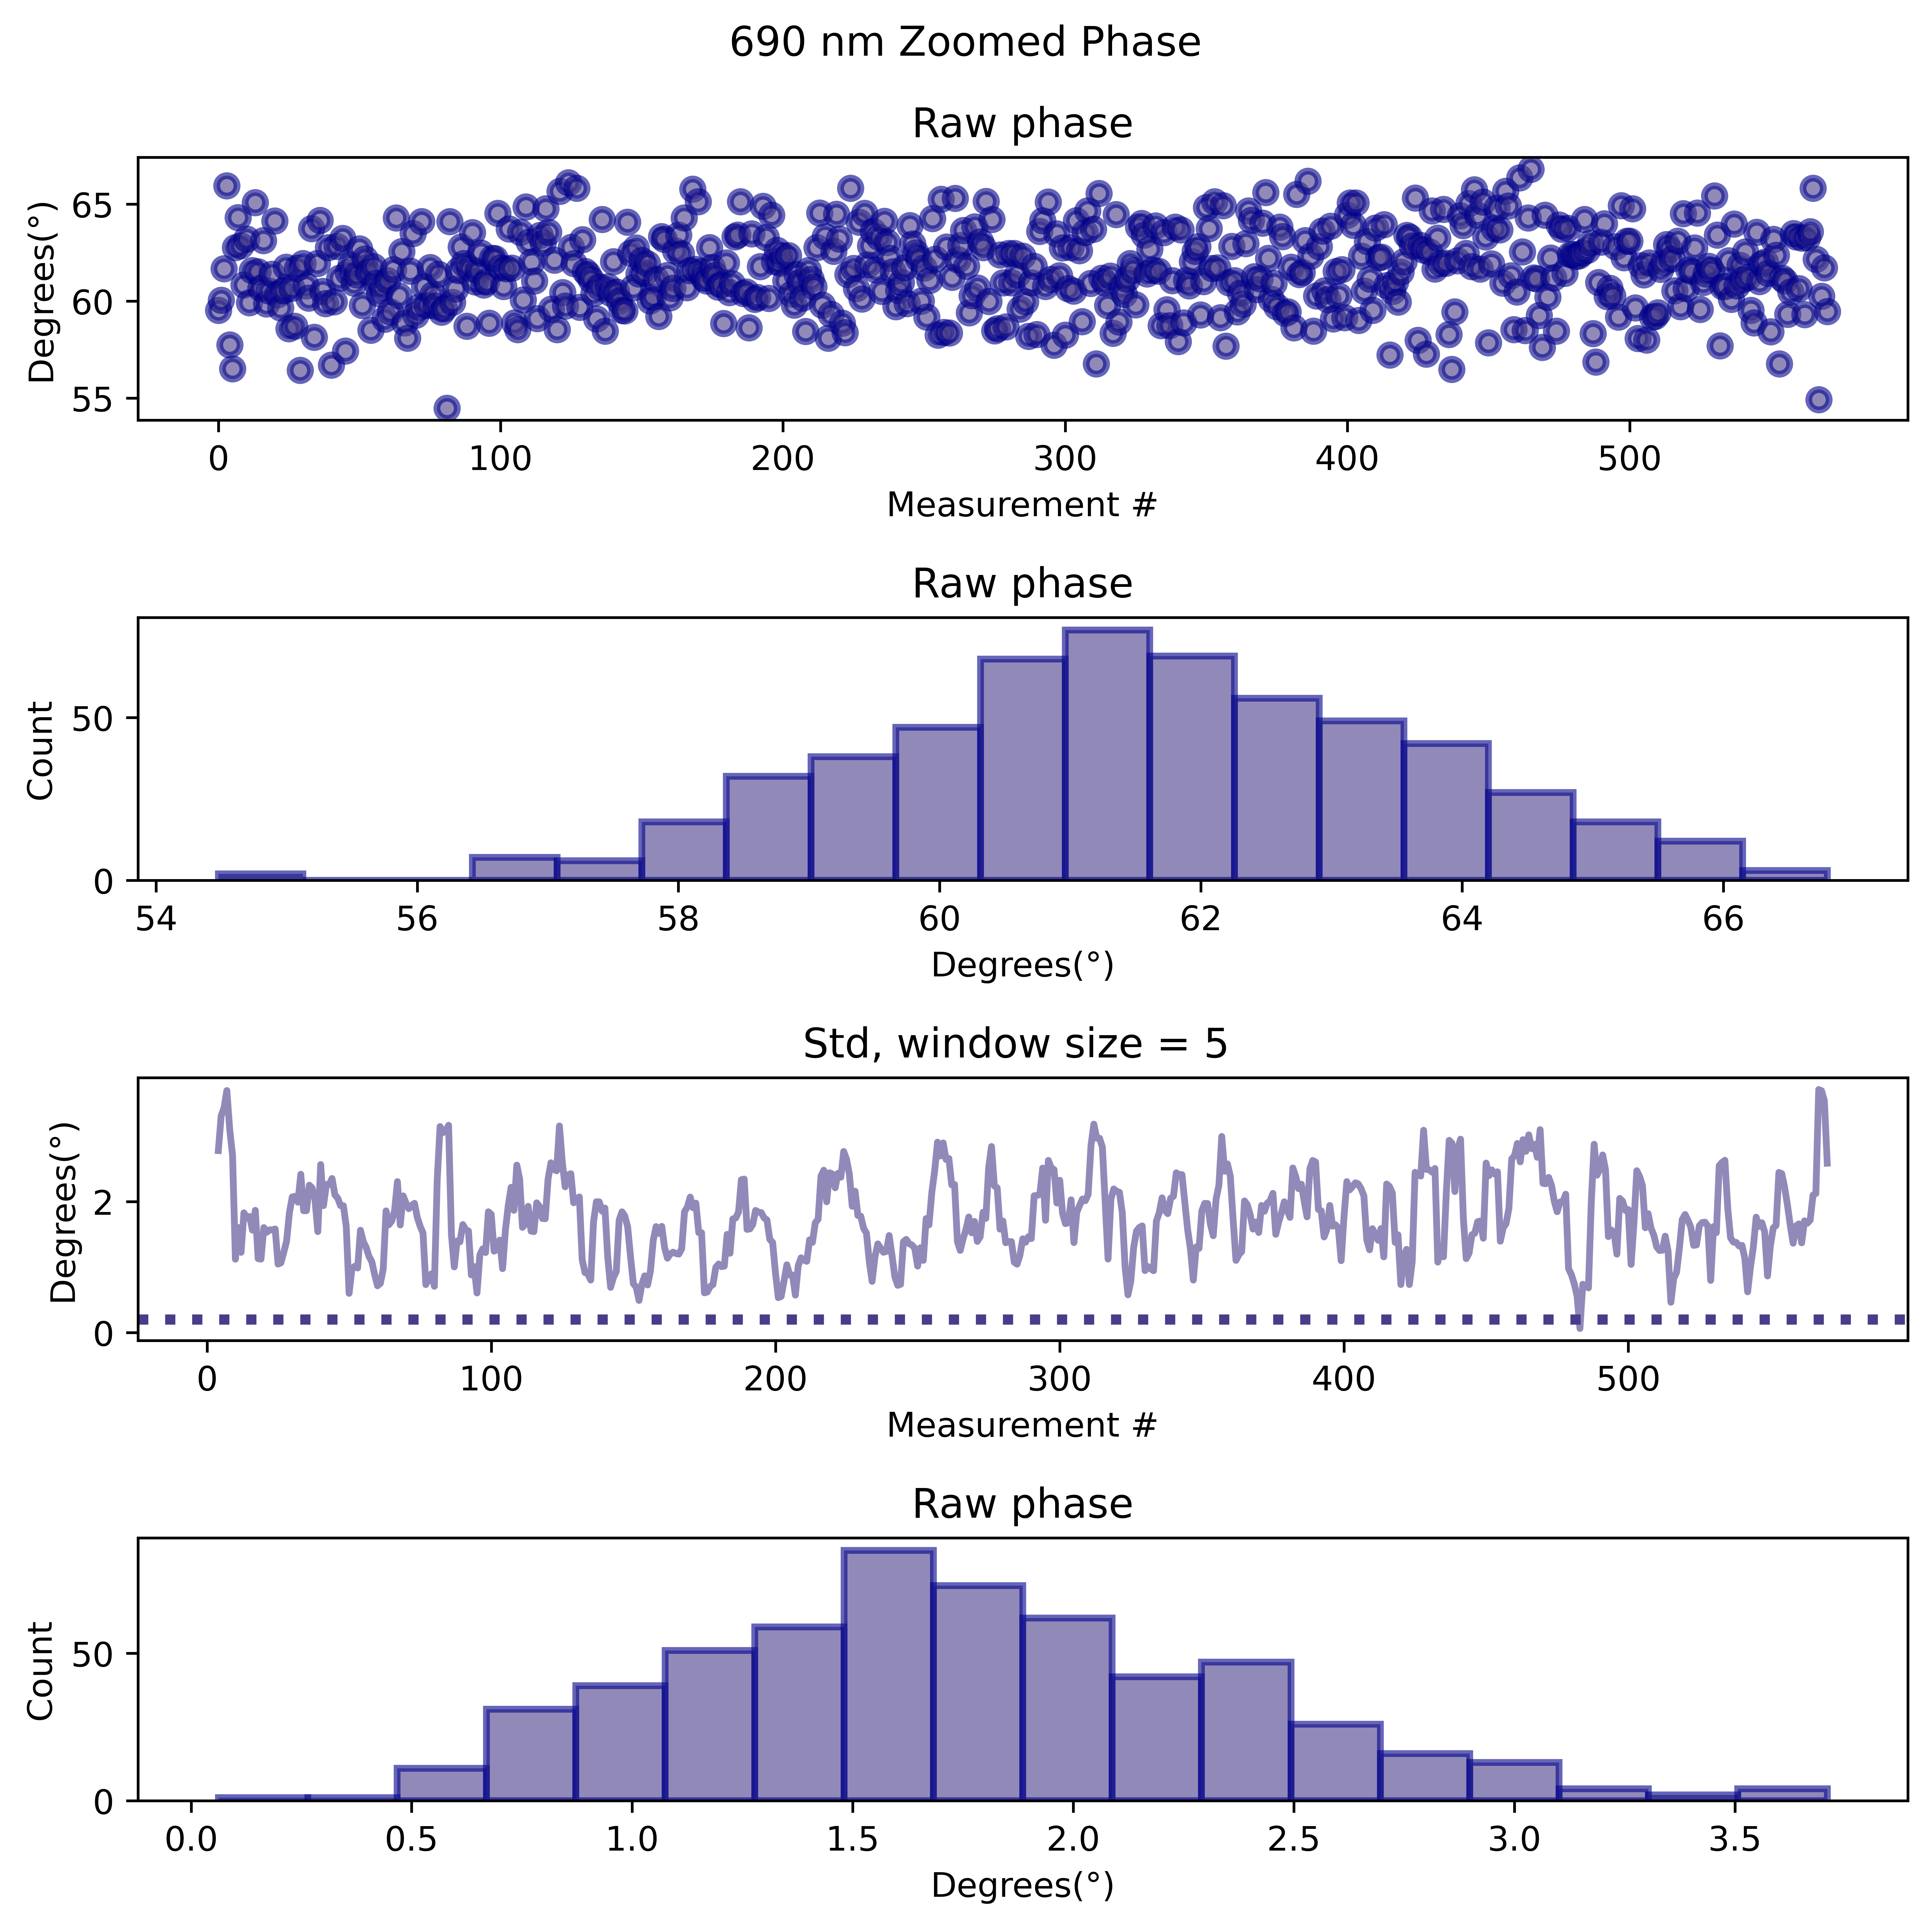 690 nm Zoomed Phase
Raw phase
Degrees(°)
65
60
55
0 100 200 300 400 500
Measurement #
Raw phase
Count
50
0
54 56 58 60 62 64 66
Degrees(°)
Std, window size = 5
Degrees(°)
2
0
0 100 200 300 400 500
Measurement #
Raw phase
Count
50
0
0.0 0.5 1.0 1.5 2.0 2.5 3.0 3.5
Degrees(°)